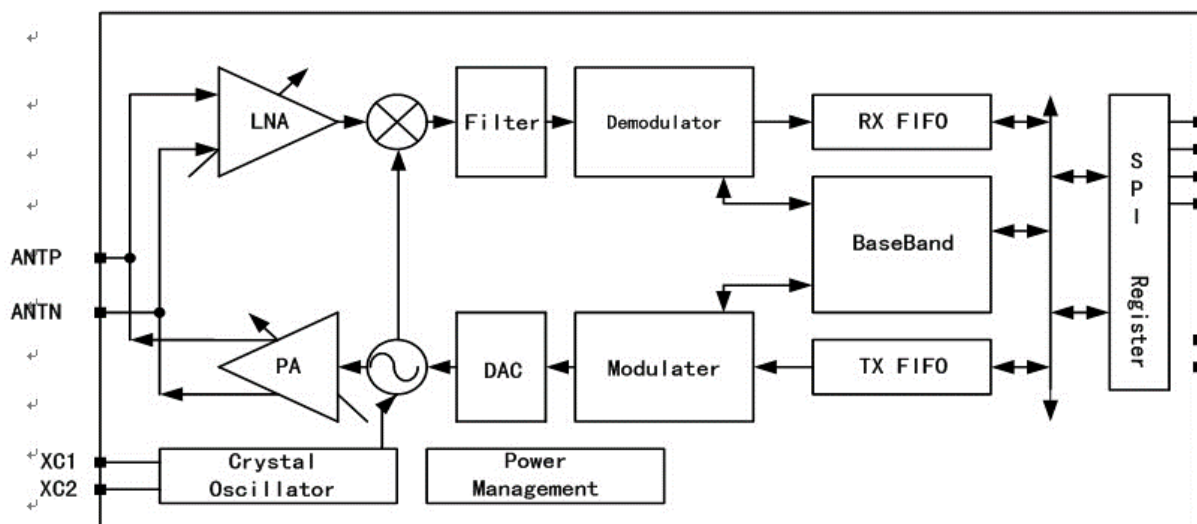 LNA
Filter
Demodulator
RX FIFO
SPI Register
BaseBand
ANTP
ANTN
PA
DAC
Modulater
TX FIFO
XC1
XC2
Crystal
Oscillator
Power
Management